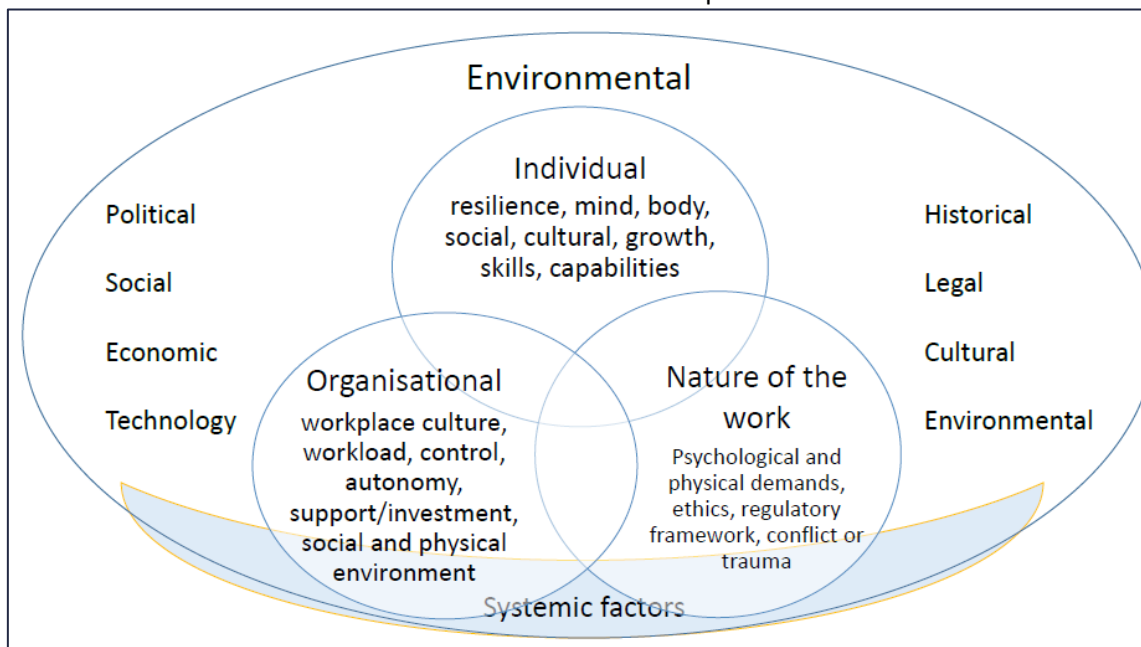 Environmental
Individual
resilience, mind, body,
social, cultural, growth,
skills, capabilities
Political
Social
Economic
Technology
Historical
Legal
Cultural
Environmental
Organisational
workplace culture,
workload, control,
autonomy,
support/investment,
social and physical
environment
Nature of the
work
Psychological and
physical demands,
ethics, regulatory
framework, conflict or
trauma
Systemic factors